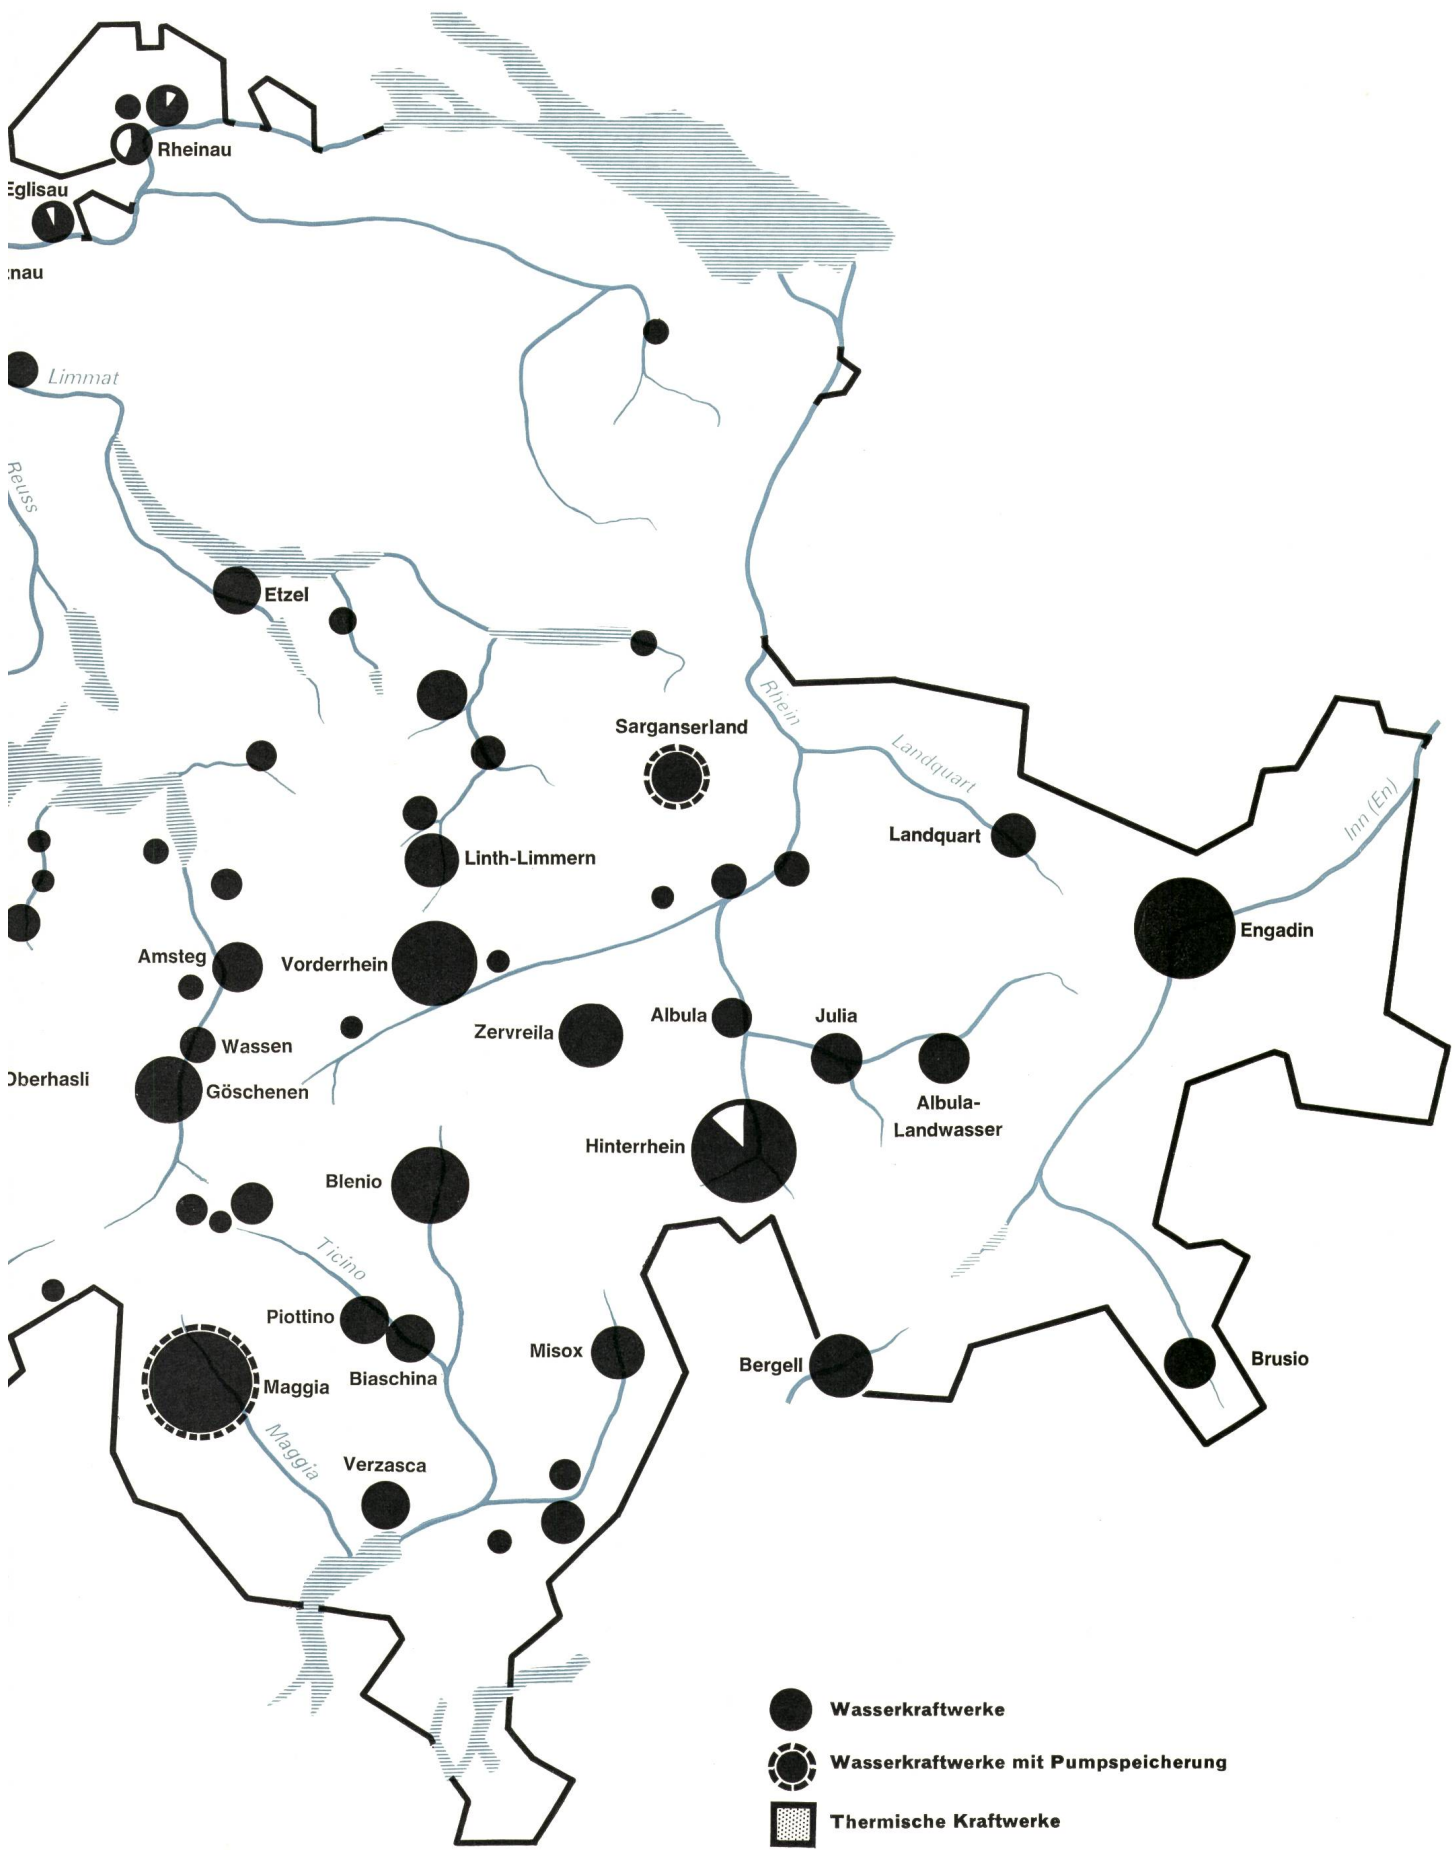 Rheinau
Eglisau
znau
Limmat
Reuss
Etzel
Rhein
Sarganserland
Landquart
Inn (En)
Landquart
Linth-Limmern
Engadin
Amsteg
Vorderrhein
Zervreila
Albula
Julia
Wassen
Oberhasli
Göschenen
Albula-
Landwasser
Hinterrhein
Blenio
Ticino
Piottino
Misox
Bergell
Brusio
Biaschina
Maggia
Maggia
Verzasca
Wasserkraftwerke
Wasserkraftwerke mit Pumpspeicherung
Thermische Kraftwerke